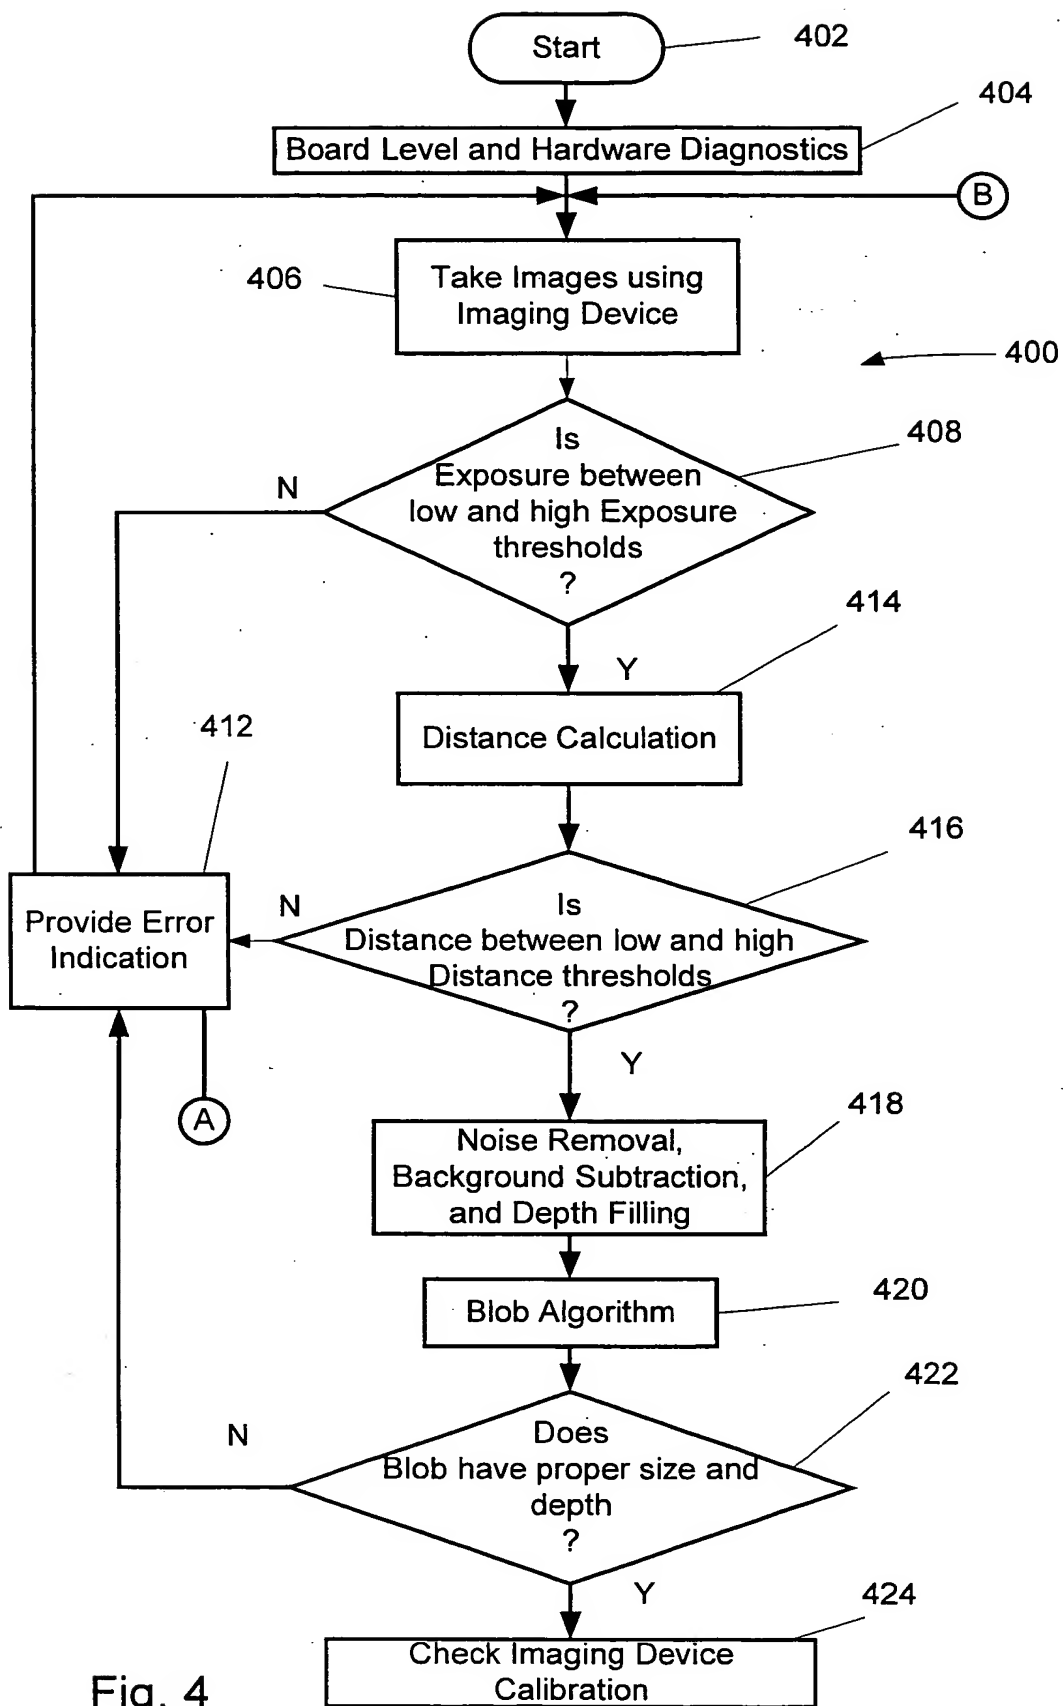 Start
402
404
Board Level and Hardware Diagnostics
B
406
Take Images using
Imaging Device
400
408
Is
Exposure between
low and high Exposure
thresholds
?
N
Y
414
Distance Calculation
412
416
Provide Error
Indication
N
Is
Distance between low and high
Distance thresholds
?
Y
A
418
Noise Removal,
Background Subtraction,
and Depth Filling
420
Blob Algorithm
422
N
Does
Blob have proper size and
depth
?
Y
424
Check Imaging Device
Calibration
Fig. 4